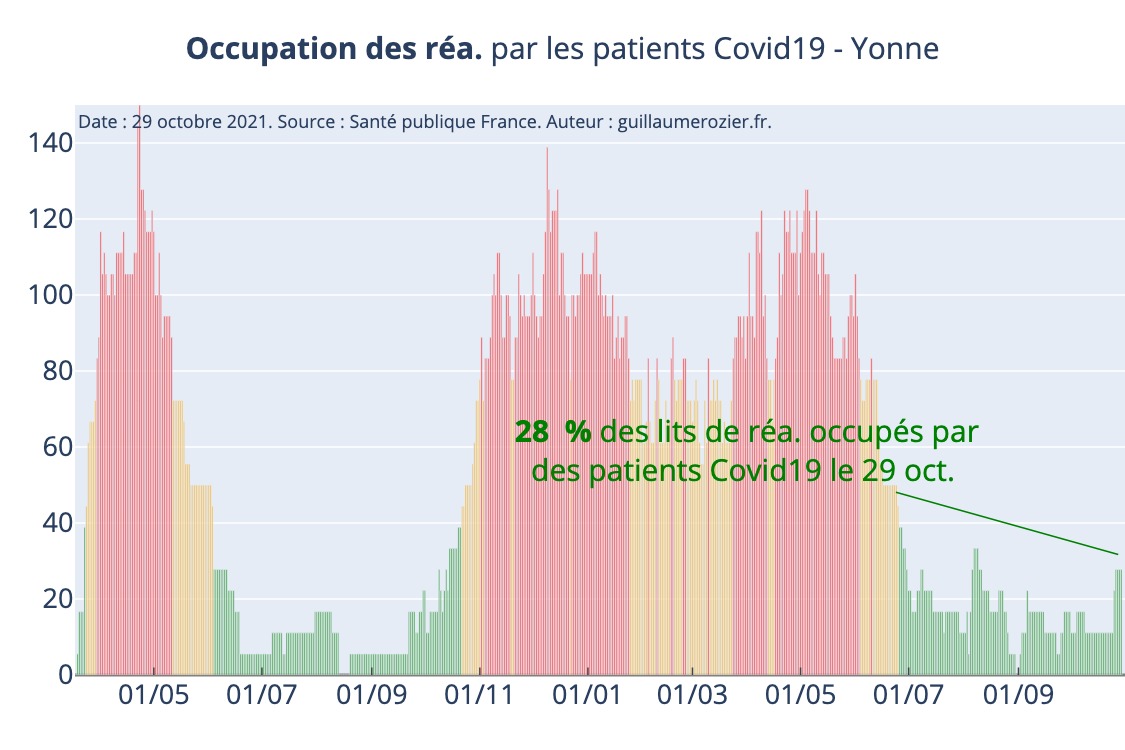 Occupation des réa. par les patients Covid19 - Yonne
Date : 29 octobre 2021. Source : Santé publique France. Auteur : guillaumerozier.fr.
140
120
100
80
60
40
20
0
28 % des lits de réa. occupés par
des patients Covid19 le 29 oct.
01/05 01/07 01/09 01/11 01/01 01/03 01/05 01/07 01/09